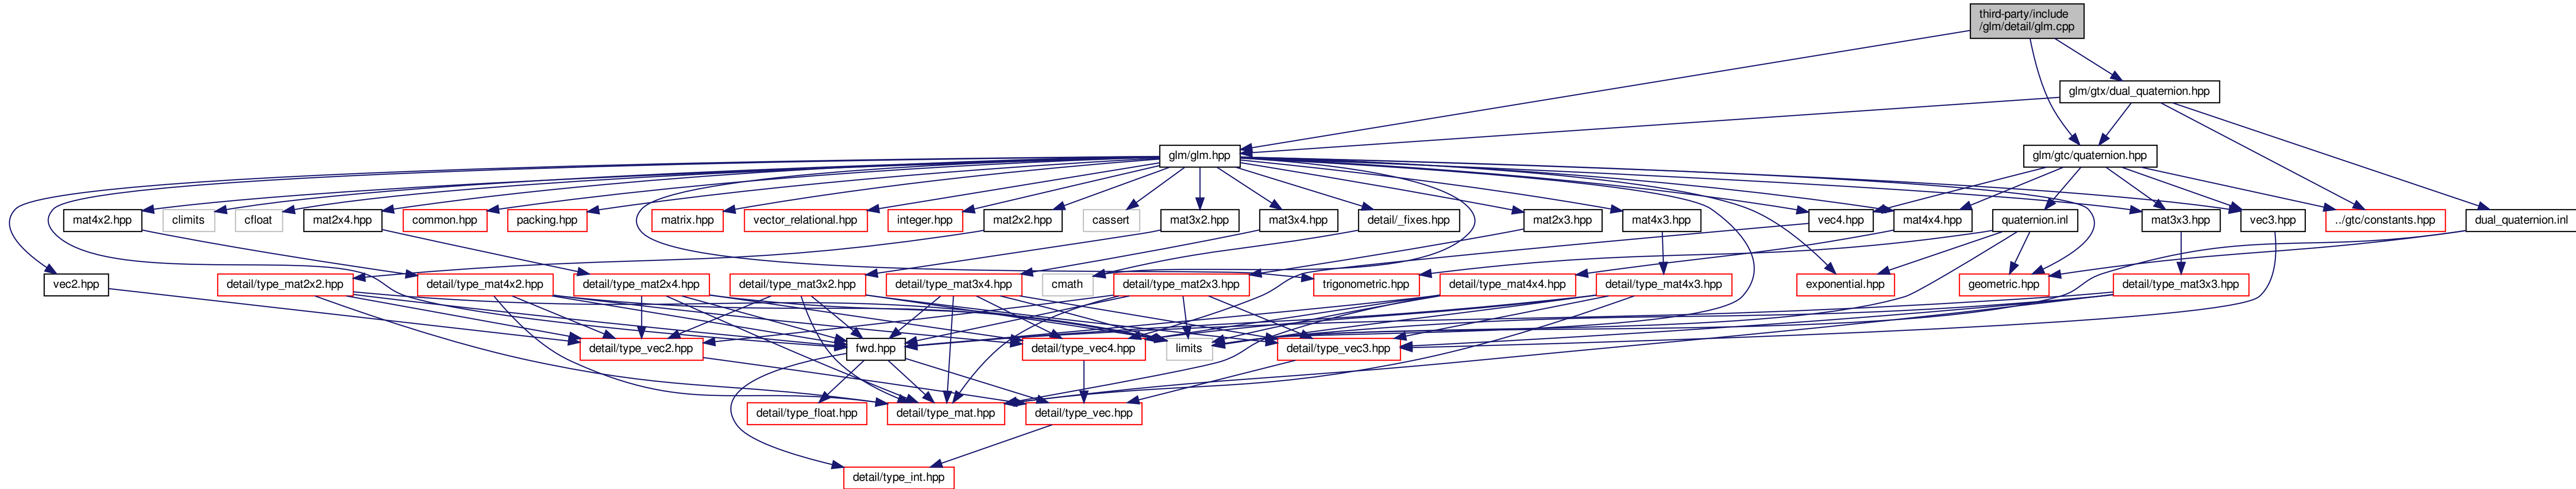 third-party/include
/glm/detail/glm.cpp
glm/gtx/dual_quaternion.hpp
glm/glm.hpp
glm/gtc/quaternion.hpp
mat4x2.hpp
climits
cfloat
mat2x4.hpp
common.hpp
packing.hpp
matrix.hpp
vector_relational.hpp
integer.hpp
mat2x2.hpp
cassert
mat3x2.hpp
mat3x4.hpp
detail/_fixes.hpp
mat2x3.hpp
mat4x3.hpp
vec4.hpp
mat4x4.hpp
quaternion.inl
mat3x3.hpp
vec3.hpp
../gtc/constants.hpp
dual_quaternion.inl
vec2.hpp
detail/type_mat2x2.hpp
detail/type_mat4x2.hpp
detail/type_mat2x4.hpp
detail/type_mat3x2.hpp
detail/type_mat3x4.hpp
cmath
detail/type_mat2x3.hpp
trigonometric.hpp
detail/type_mat4x4.hpp
detail/type_mat4x3.hpp
exponential.hpp
geometric.hpp
detail/type_mat3x3.hpp
detail/type_vec2.hpp
fwd.hpp
detail/type_vec4.hpp
limits
detail/type_vec3.hpp
detail/type_float.hpp
detail/type_mat.hpp
detail/type_vec.hpp
detail/type_int.hpp